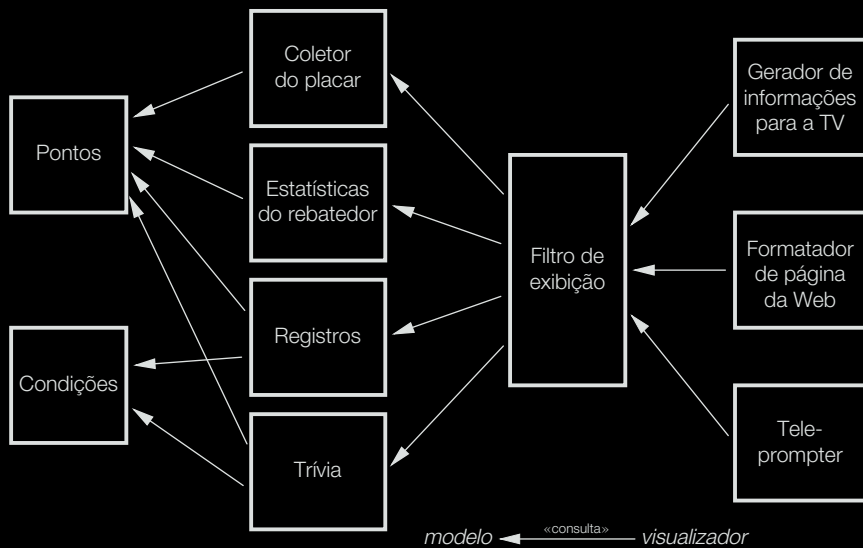 Coletor
do placar
Gerador de
informações
para a TV
Pontos
Estatísticas
do rebatedor
Filtro de
exibição
Formatador
de página
da Web
Registros
Condições
Trívia
Tele-
prompter
modelo «consulta» visualizador